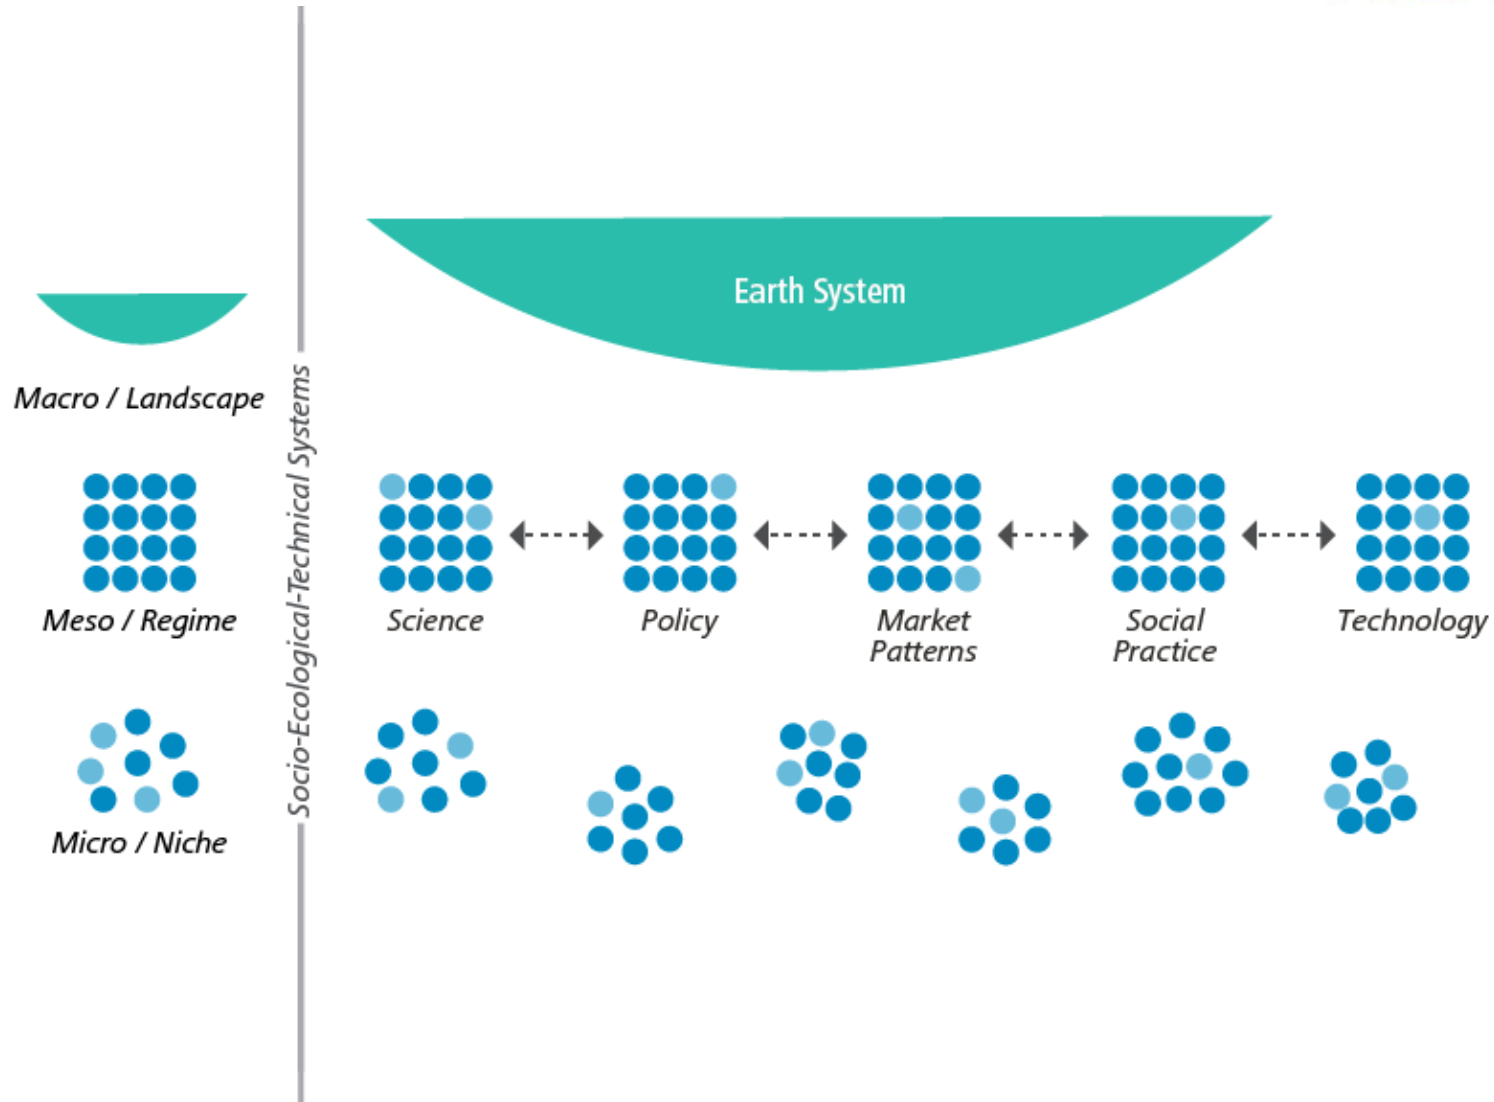 Earth System
Macro / Landscape
Socio-Ecological-Technical Systems
Meso / Regime
Science
Policy
Market
Patterns
Social
Practice
Technology
Micro / Niche